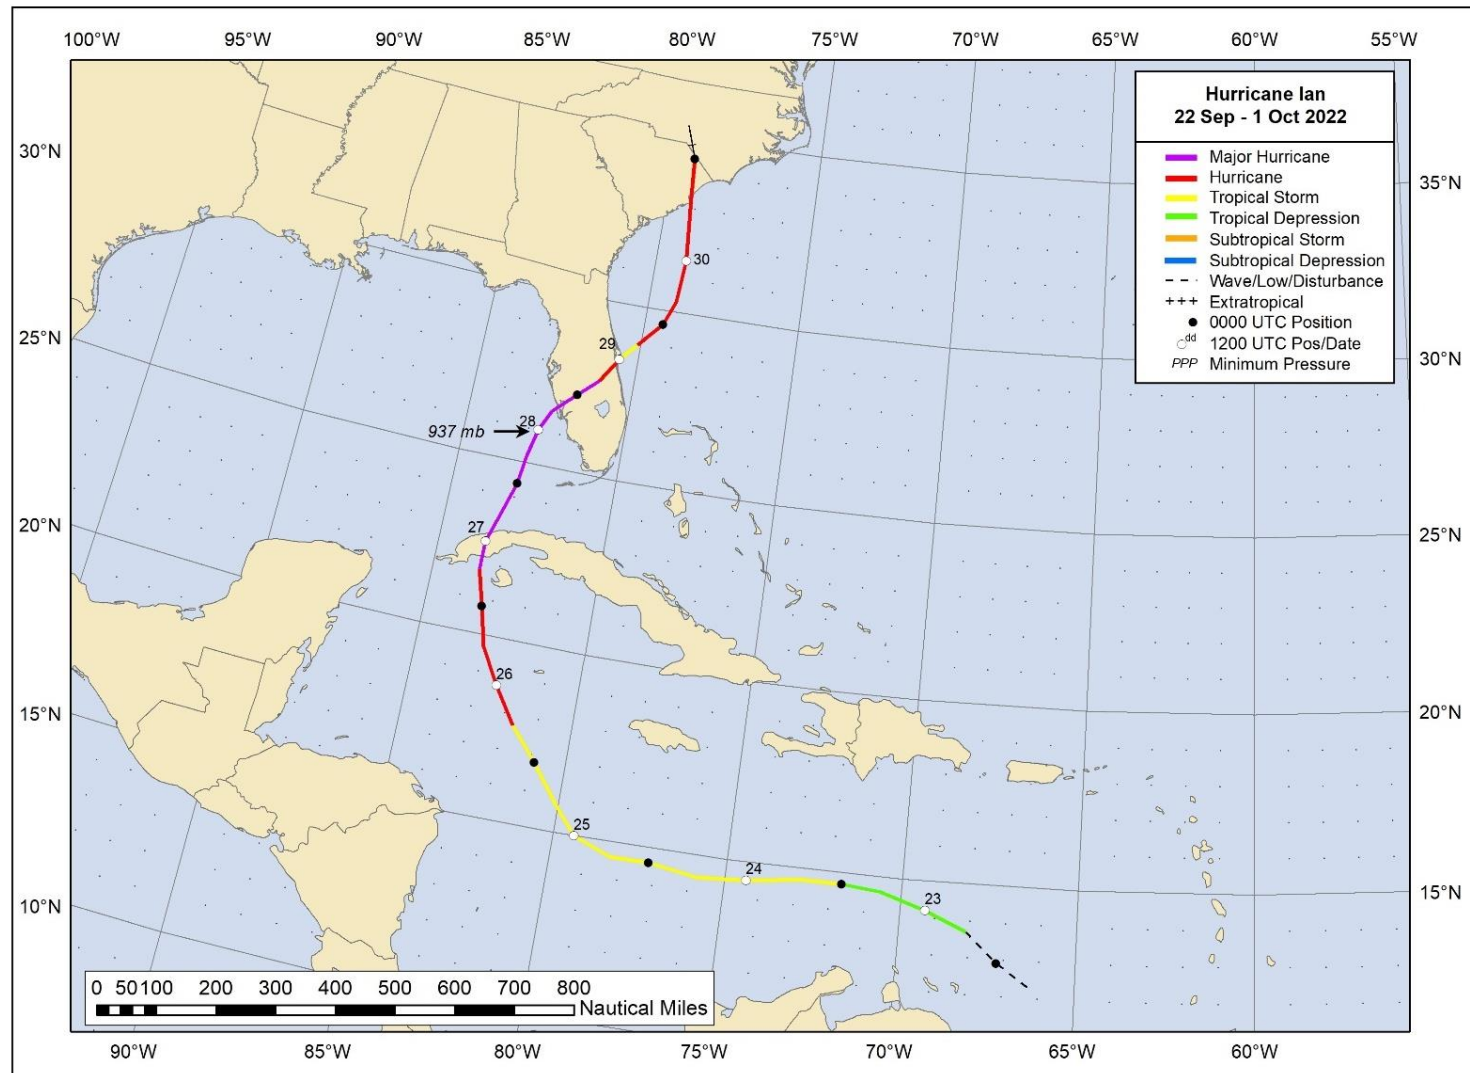 100°W 95°W 90°W 85°W 80°W 75°W 70°W 65°W 60°W 55°W
Hurricane Ian
22 Sep - 1 Oct 2022
Major Hurricane
Hurricane
Tropical Storm
Tropical Depression
Subtropical Storm
Subtropical Depression
Wave/Low/Disturbance
+++ Extratropical
0000 UTC Position
dd 1200 UTC Pos/Date
PPP Minimum Pressure
30°N
35°N
30
25°N
29
30°N
28
937 mb
20°N
27
25°N
26
15°N
20°N
25
24
23
10°N
15°N
0 50 100 200 300 400 500 600 700 800
Nautical Miles
90°W 85°W 80°W 75°W 70°W 65°W 60°W